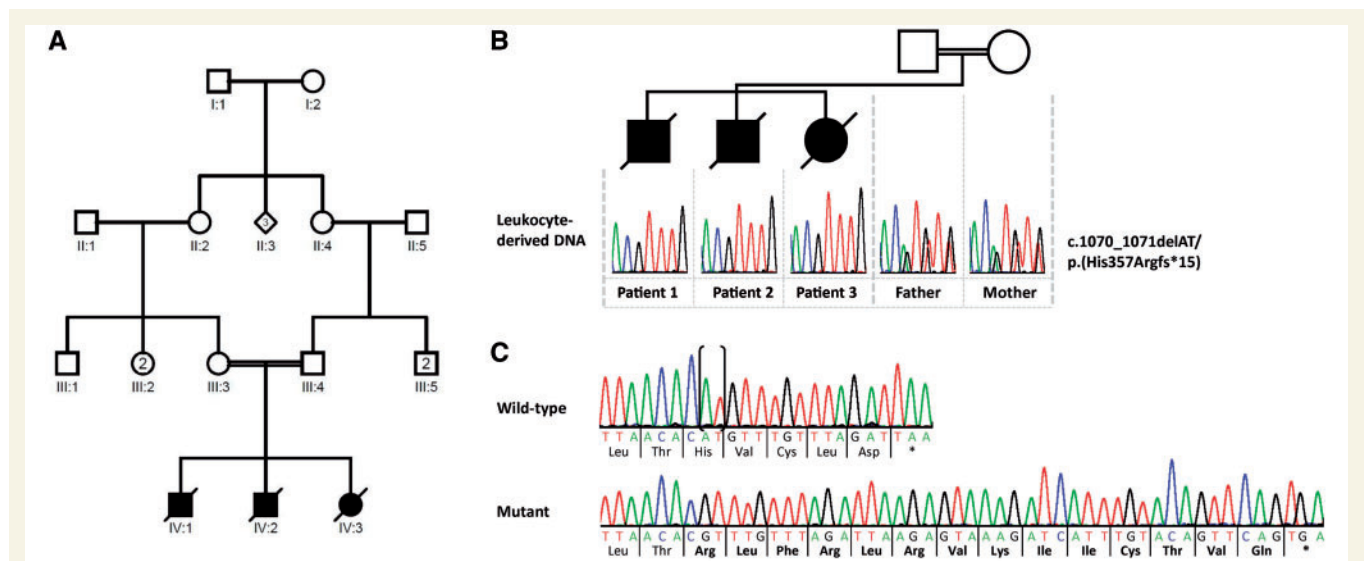 A
I:1
I:2
3
II:1
II:2
II:3
II:4
II:5
2
2
III:1
III:2
III:3
III:4
III:5
IV:1
IV:2
IV:3
B
Leukocyte-
derived DNA
c.1070_1071delAT/
p.(His357Argfs*15)
Patient 1
Patient 2
Patient 3
Father
Mother
C
Wild-type
T T A A C A C A T G T T T G T T T A G A T T A A
Leu Thr His Val Cys Leu Asp *
Mutant
T T A A C A C G T T T G T T T A G A T T A A G A G T A A A G A T C A T T T G T A C A G T T C A G T G A
Leu Thr Arg Leu Phe Arg Leu Arg Val Lys Ile Ile Cys Thr Val Gln *